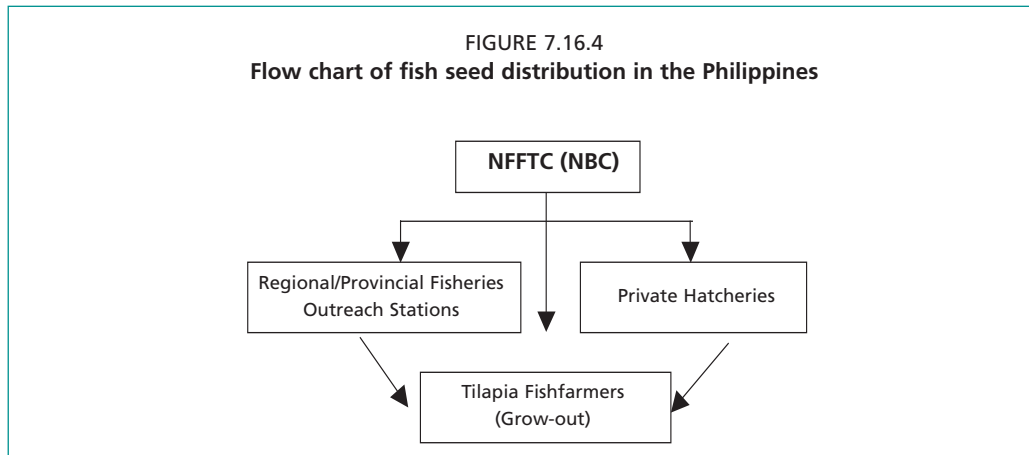 FIGURE 7.16.4
Flow chart of fish seed distribution in the Philippines
NFFTC (NBC)
Regional/Provincial Fisheries
Outreach Stations
Private Hatcheries
Tilapia Fishfarmers
(Grow-out)